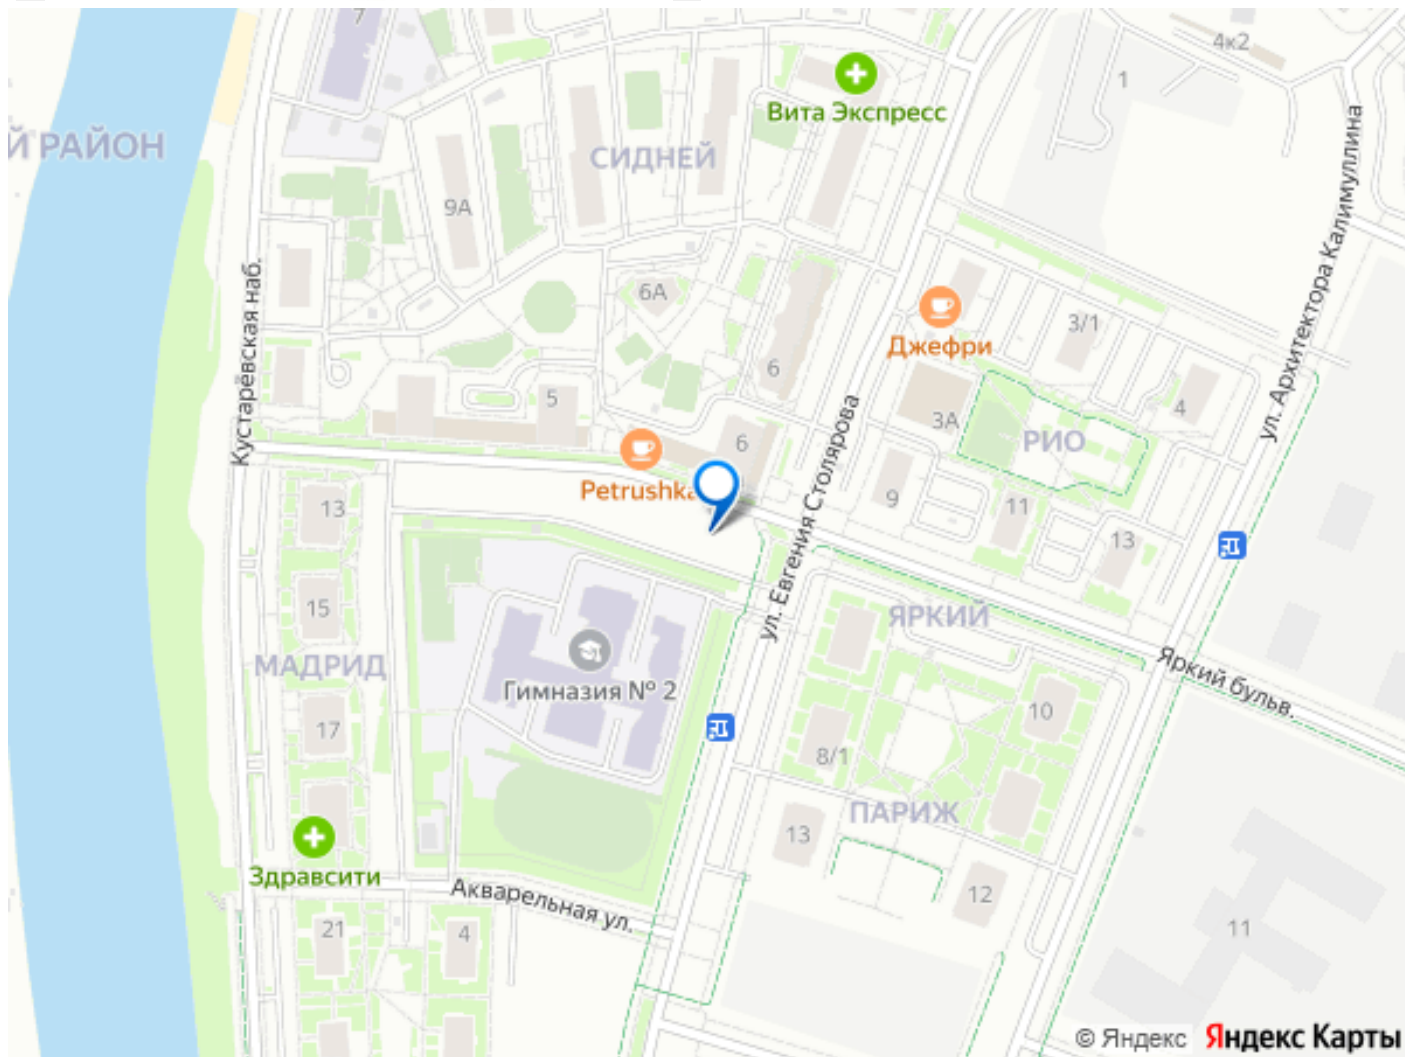 7
4к2
1
Вита Экспресс
Й РАЙОН
СИДНЕЙ
9А
ул. Архитектора Калимуллина
Кустарёвская наб.
6А
Джефри
3/1
6
5
3А
4
РИО
ул. Евгения Столярова
6
Petrushka
9
11
13
13
15
ЯРКИЙ
МАДРИД
Гимназия № 2
Яркий бульв.
17
10
8/1
ПАРИЖ
13
Здравсити
Акварельная ул.
12
21
4
11
© Яндекс
Яндекс Карты